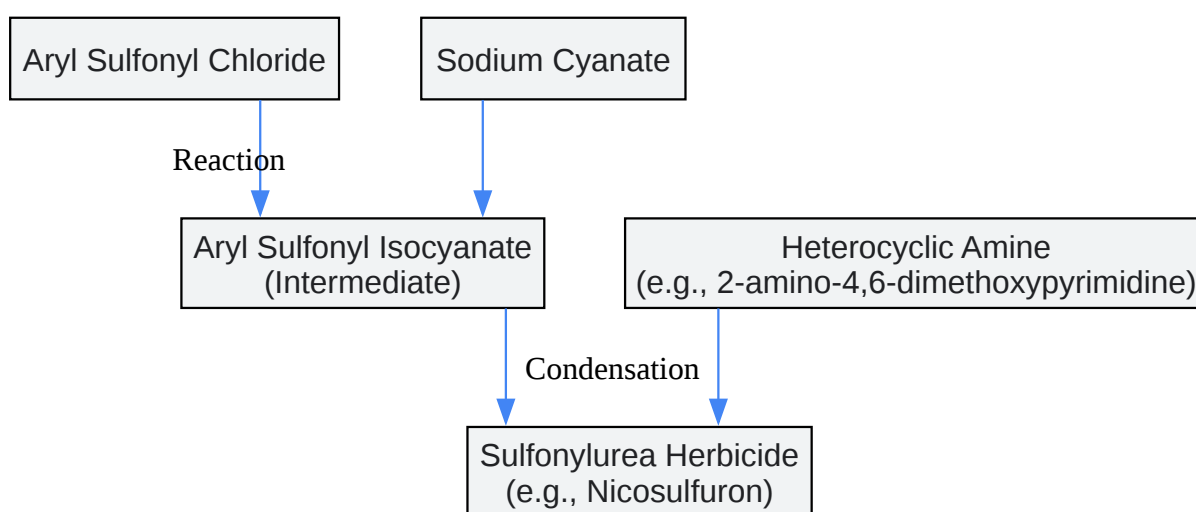 Aryl Sulfonyl Chloride
Sodium Cyanate
Reaction
Aryl Sulfonyl Isocyanate
(Intermediate)
Heterocyclic Amine
(e.g., 2-amino-4,6-dimethoxypyrimidine)
Condensation
Sulfonylurea Herbicide
(e.g., Nicosulfuron)